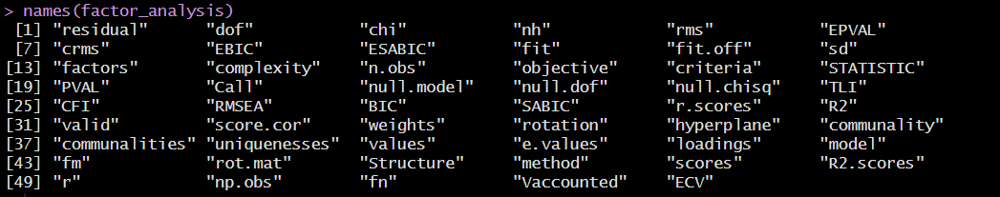 > names(factor_analysis)
[1] "residual" "dof" "chi" "nh" "rms" "EPVAL"
[7] "crms" "EBIC" "ESABIC" "fit" "fit.off" "sd"
[13] "factors" "complexity" "n.obs" "objective" "criteria" "STATISTIC"
[19] "PVAL" "Call" "null.model" "null.dof" "null.chisq" "TLI"
[25] "CFI" "RMSEA" "BIC" "SABIC" "r.scores" "R2"
[31] "valid" "score.cor" "weights" "rotation" "hyperplane" "communality"
[37] "communalities" "uniquenesses" "values" "e.values" "loadings" "model"
[43] "fm" "rot.mat" "Structure" "method" "scores" "R2.scores"
[49] "r" "np.obs" "fn" "Vaccounted" "ECV"